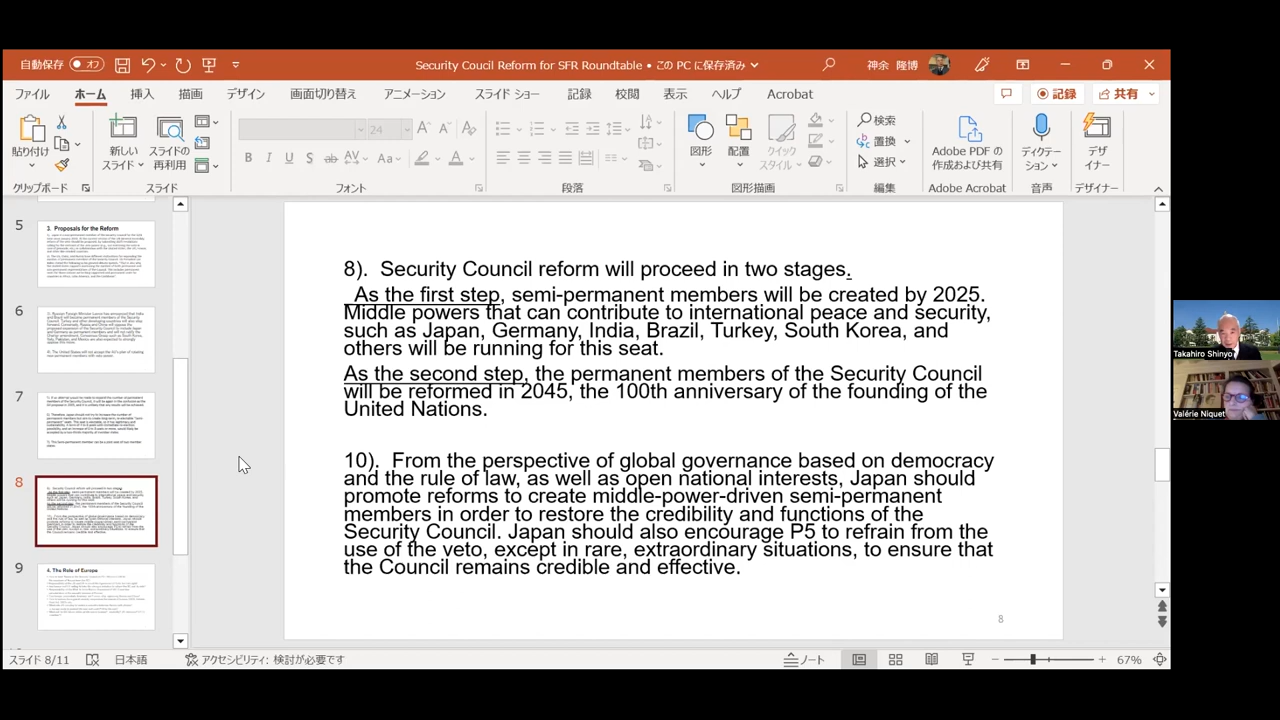 自動保存 オフ Security Coucil Reform for SFR Roundtable • この PC に保存済み 神余 隆博
ファイル ホーム 挿入 描画 デザイン 画面切り替え アニメーション スライド ショー 記録 校閲 表示 ヘルプ Acrobat 記録 共有
貼り付け
新しい
スライド
スライドの
再利用
24
B I U S ab AV Aa A
図形
配置
クイック
スタイル
検索
置換
選択
Adobe PDF の
作成および共有
ディクテー
ション
デザ
イナー
クリップボード スライド フォント 段落 図形描画 編集 Adobe Acrobat 音声 デザイナー
5
3. Proposals for the Reform
6
7
8
9
4. The Role of Europe
8). Security Council reform will proceed in two stages.
As the first step, semi-permanent members will be created by 2025.
Middle powers that can contribute to international peace and security,
such as Japan, Germany, India, Brazil, Turkey, South Korea, and
others will be running for this seat.
As the second step, the permanent members of the Security Council
will be reformed in 2045, the 100th anniversary of the founding of the
United Nations.
10). From the perspective of global governance based on democracy
and the rule of law, as well as open national interests, Japan should
promote reforms to create middle-power-driven semi-permanent
members in order to restore the credibility and functions of the
Security Council. Japan should also encourage P5 to refrain from the
use of the veto, except in rare, extraordinary situations, to ensure that
the Council remains credible and effective.
8
Takahiro Shinyo
Valérie Niquet
スライド 8/11 日本語 アクセシビリティ: 検討が必要です ノート 67%